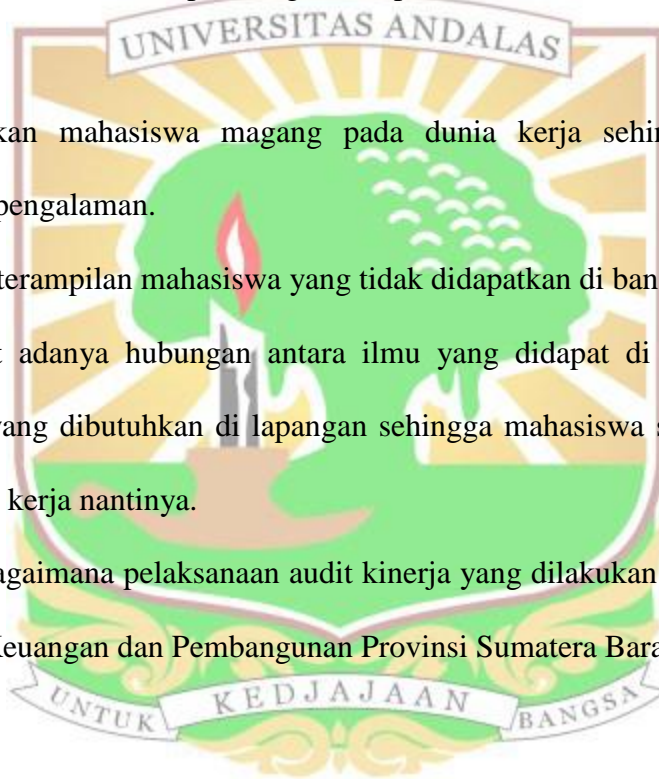 UNIVERSITAS ANDALAS
kan mahasiswa magang pada dunia kerja sehin
pengalaman.
terampilan mahasiswa yang tidak didapatkan di ban
t adanya hubungan antara ilmu yang didapat di
yang dibutuhkan di lapangan sehingga mahasiswa s
kerja nantinya.
agaimana pelaksanaan audit kinerja yang dilakukan
Keuangan dan Pembangunan Provinsi Sumatera Bara
UNTUK KEDJAJAAN BANGSA